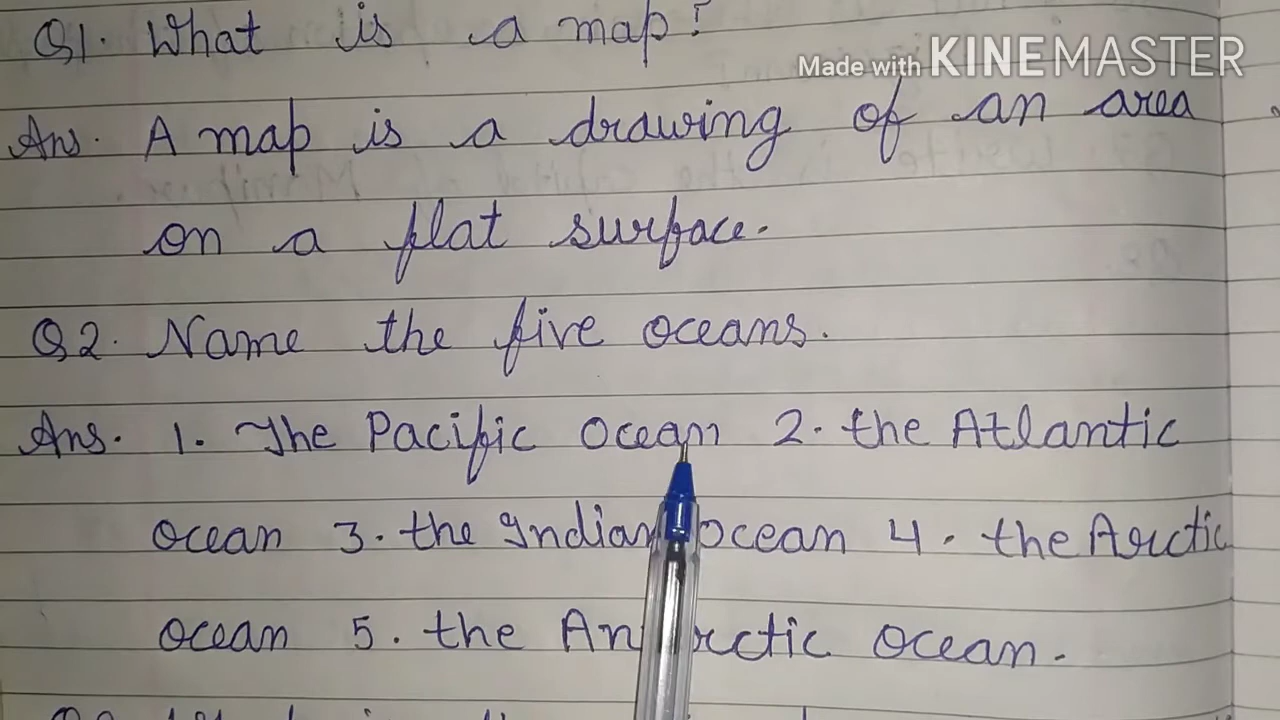 Q1. What is a map?
Made with KINEMASTER
Ans. A map is a drawing of an area
on a flat surface.
Q2. Name the five oceans.
Ans. 1. The Pacific Ocean 2. the Atlantic
Ocean 3. the Indian Ocean 4. the Arctic
Ocean 5. the Antarctic Ocean.